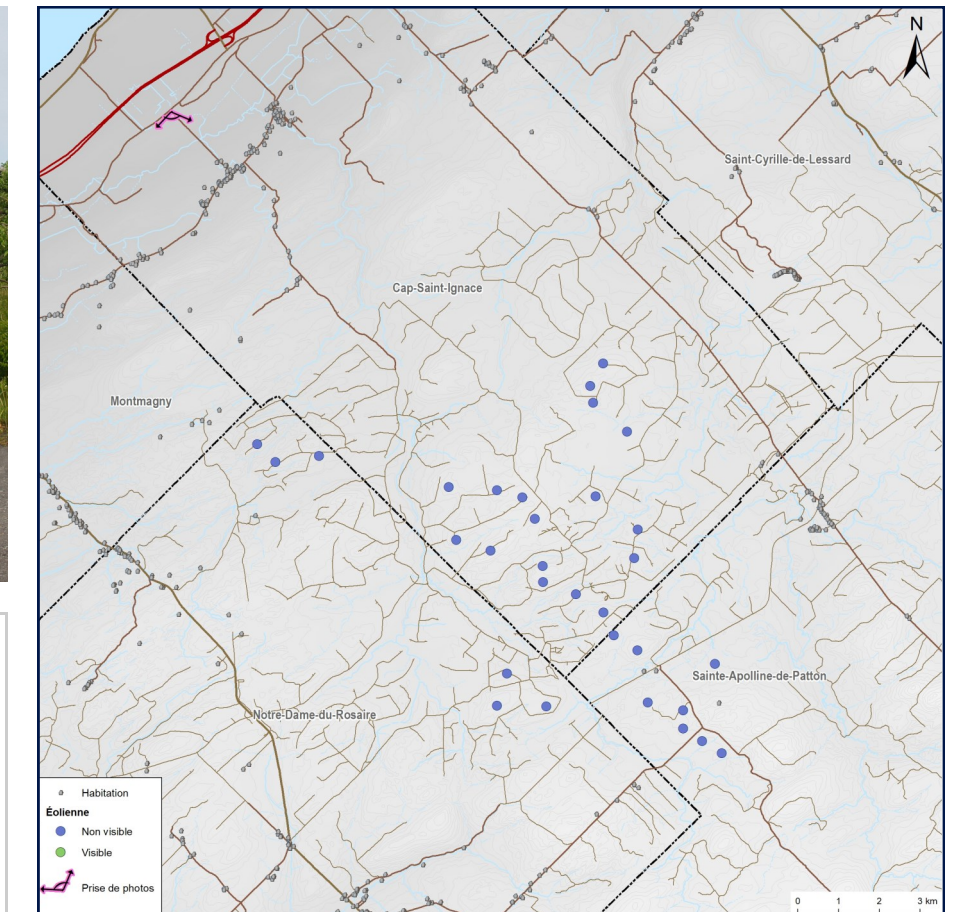 N
Saint-Cyrille-de-Lessard
Cap-Saint-Ignace
Montmagny
Sainte-Apolline-de-Patton
Notre-Dame-du-Rosaire
Habitation
Éolienne
Non visible
Visible
Prise de photos
0 1 2 3 km